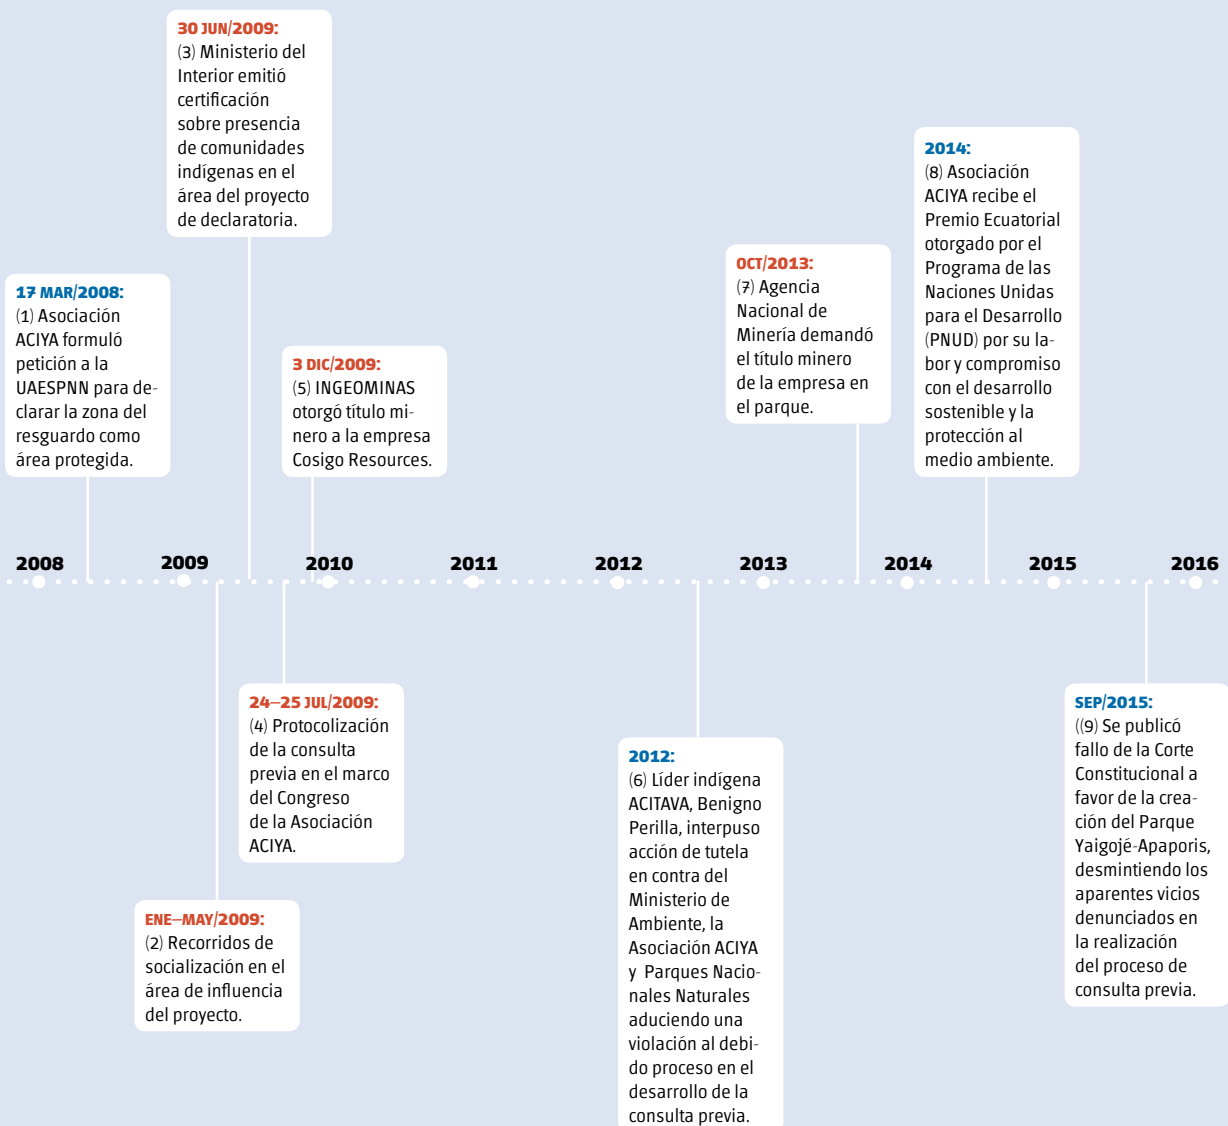 30 JUN/2009:
(3) Ministerio del
Interior emitió
certificación
sobre presencia
de comunidades
indígenas en el
área del proyecto
de declaratoria.
17 MAR/2008:
(1) Asociación
ACIYA formuló
petición a la
UAESPNN para de-
clarar la zona del
resguardo como
área protegida.
3 DIC/2009:
(5) INGEOMINAS
otorgó título mi-
nero a la empresa
Cosigo Resources.
OCT/2013:
(7) Agencia
Nacional de
Minería demandó
el título minero
de la empresa en
el parque.
2014:
(8) Asociación
ACIYA recibe el
Premio Ecuatorial
otorgado por el
Programa de las
Naciones Unidas
para el Desarrollo
(PNUD) por su la-
bor y compromiso
con el desarrollo
sostenible y la
protección al
medio ambiente.
2008 2009 2010 2011 2012 2013 2014 2015 2016
ENE–MAY/2009:
(2) Recorridos de
socialización en el
área de influencia
del proyecto.
24–25 JUL/2009:
(4) Protocolización
de la consulta
previa en el marco
del Congreso
de la Asociación
ACIYA.
2012:
(6) Líder indígena
ACITAVA, Benigno
Perilla, interpuso
acción de tutela
en contra del
Ministerio de
Ambiente, la
Asociación ACIYA
y Parques Nacio-
nales Naturales
aduciendo una
violación al debi-
do proceso en el
desarrollo de la
consulta previa.
SEP/2015:
((9) Se publicó
fallo de la Corte
Constitucional a
favor de la crea-
ción del Parque
Yaigojé-Apaporis,
desmintiendo los
aparentes vicios
denunciados en
la realización
del proceso de
consulta previa.